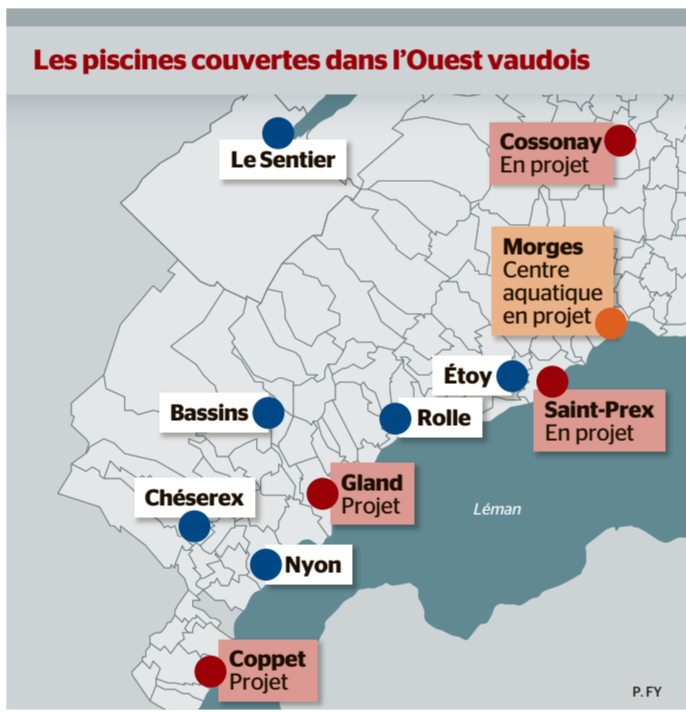 Les piscines couvertes dans l'Ouest vaudois
Le Sentier
Cossonay
En projet
Morges
Centre
aquatique
en projet
Étoy
Bassins
Rolle
Saint-Prex
En projet
Gland
Projet
Chéserex
Léman
Nyon
Coppet
Projet
P.FY